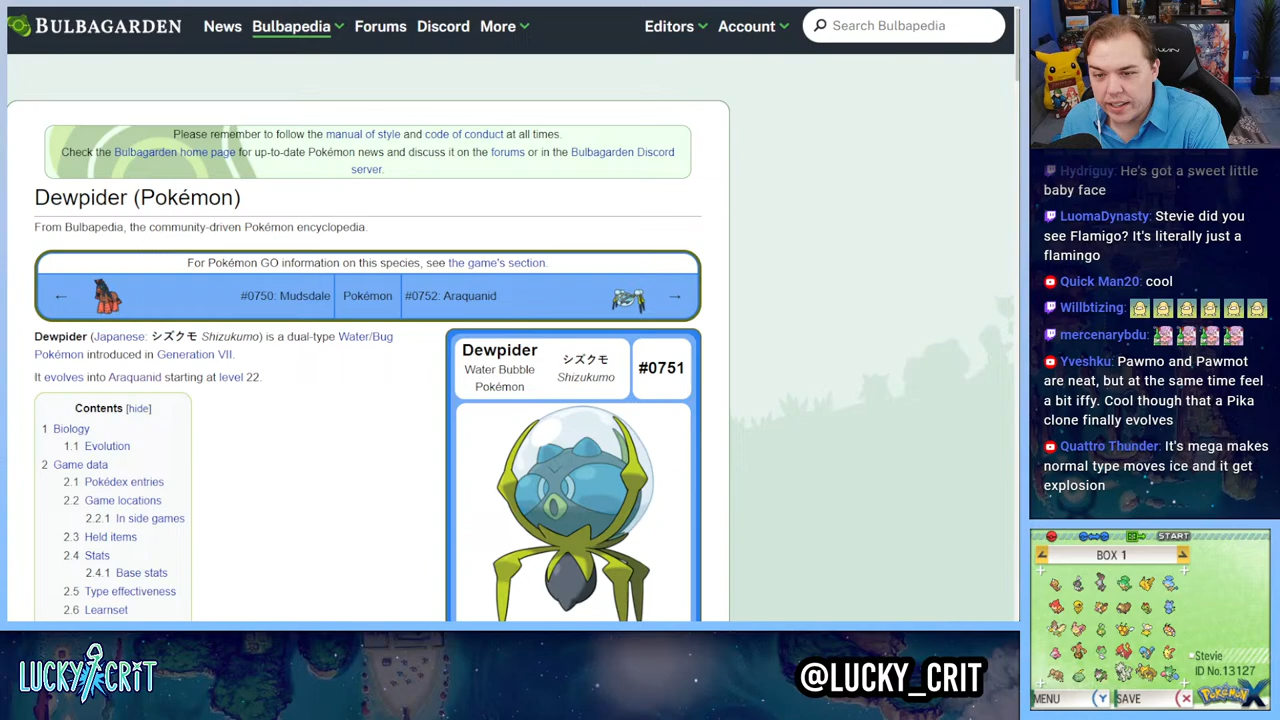 BULBAGARDEN
News Bulbapedia Forums Discord More Editors Account Search Bulbapedia
Please remember to follow the manual of style and code of conduct at all times.
Check the Bulbagarden home page for up-to-date Pokémon news and discuss it on the forums or in the Bulbagarden Discord
server.
Dewpider (Pokémon)
From Bulbapedia, the community-driven Pokémon encyclopedia.
For Pokémon GO information on this species, see the game's section.
← #0750: Mudsdale Pokémon #0752: Araquanid →
Dewpider (Japanese: シズクモ Shizukumo) is a dual-type Water/Bug
Pokémon introduced in Generation VII.
It evolves into Araquanid starting at level 22.
Contents [hide]
1 Biology
1.1 Evolution
2 Game data
2.1 Pokédex entries
2.2 Game locations
2.2.1 In side games
2.3 Held items
2.4 Stats
2.4.1 Base stats
2.5 Type effectiveness
2.6 Learnset
Dewpider
Water Bubble
Pokémon
シズクモ
Shizukumo
#0751
Hydriguy: He's got a sweet little
baby face
LuomaDynasty: Stevie did you
see Flamigo? It's literally just a
flamingo
Quick Man20: cool
Willbtizing:
mercenarybdu:
Yveshku: Pawmo and Pawmot
are neat, but at the same time feel
a bit iffy. Cool though that a Pika
clone finally evolves
Quattro Thunder: It's mega makes
normal type moves ice and it get
explosion
START
BOX 1
Stevie
ID No.13127
MENU Y SAVE X
Pokémon X
LUCKY CRIT
@LUCKY_CRIT